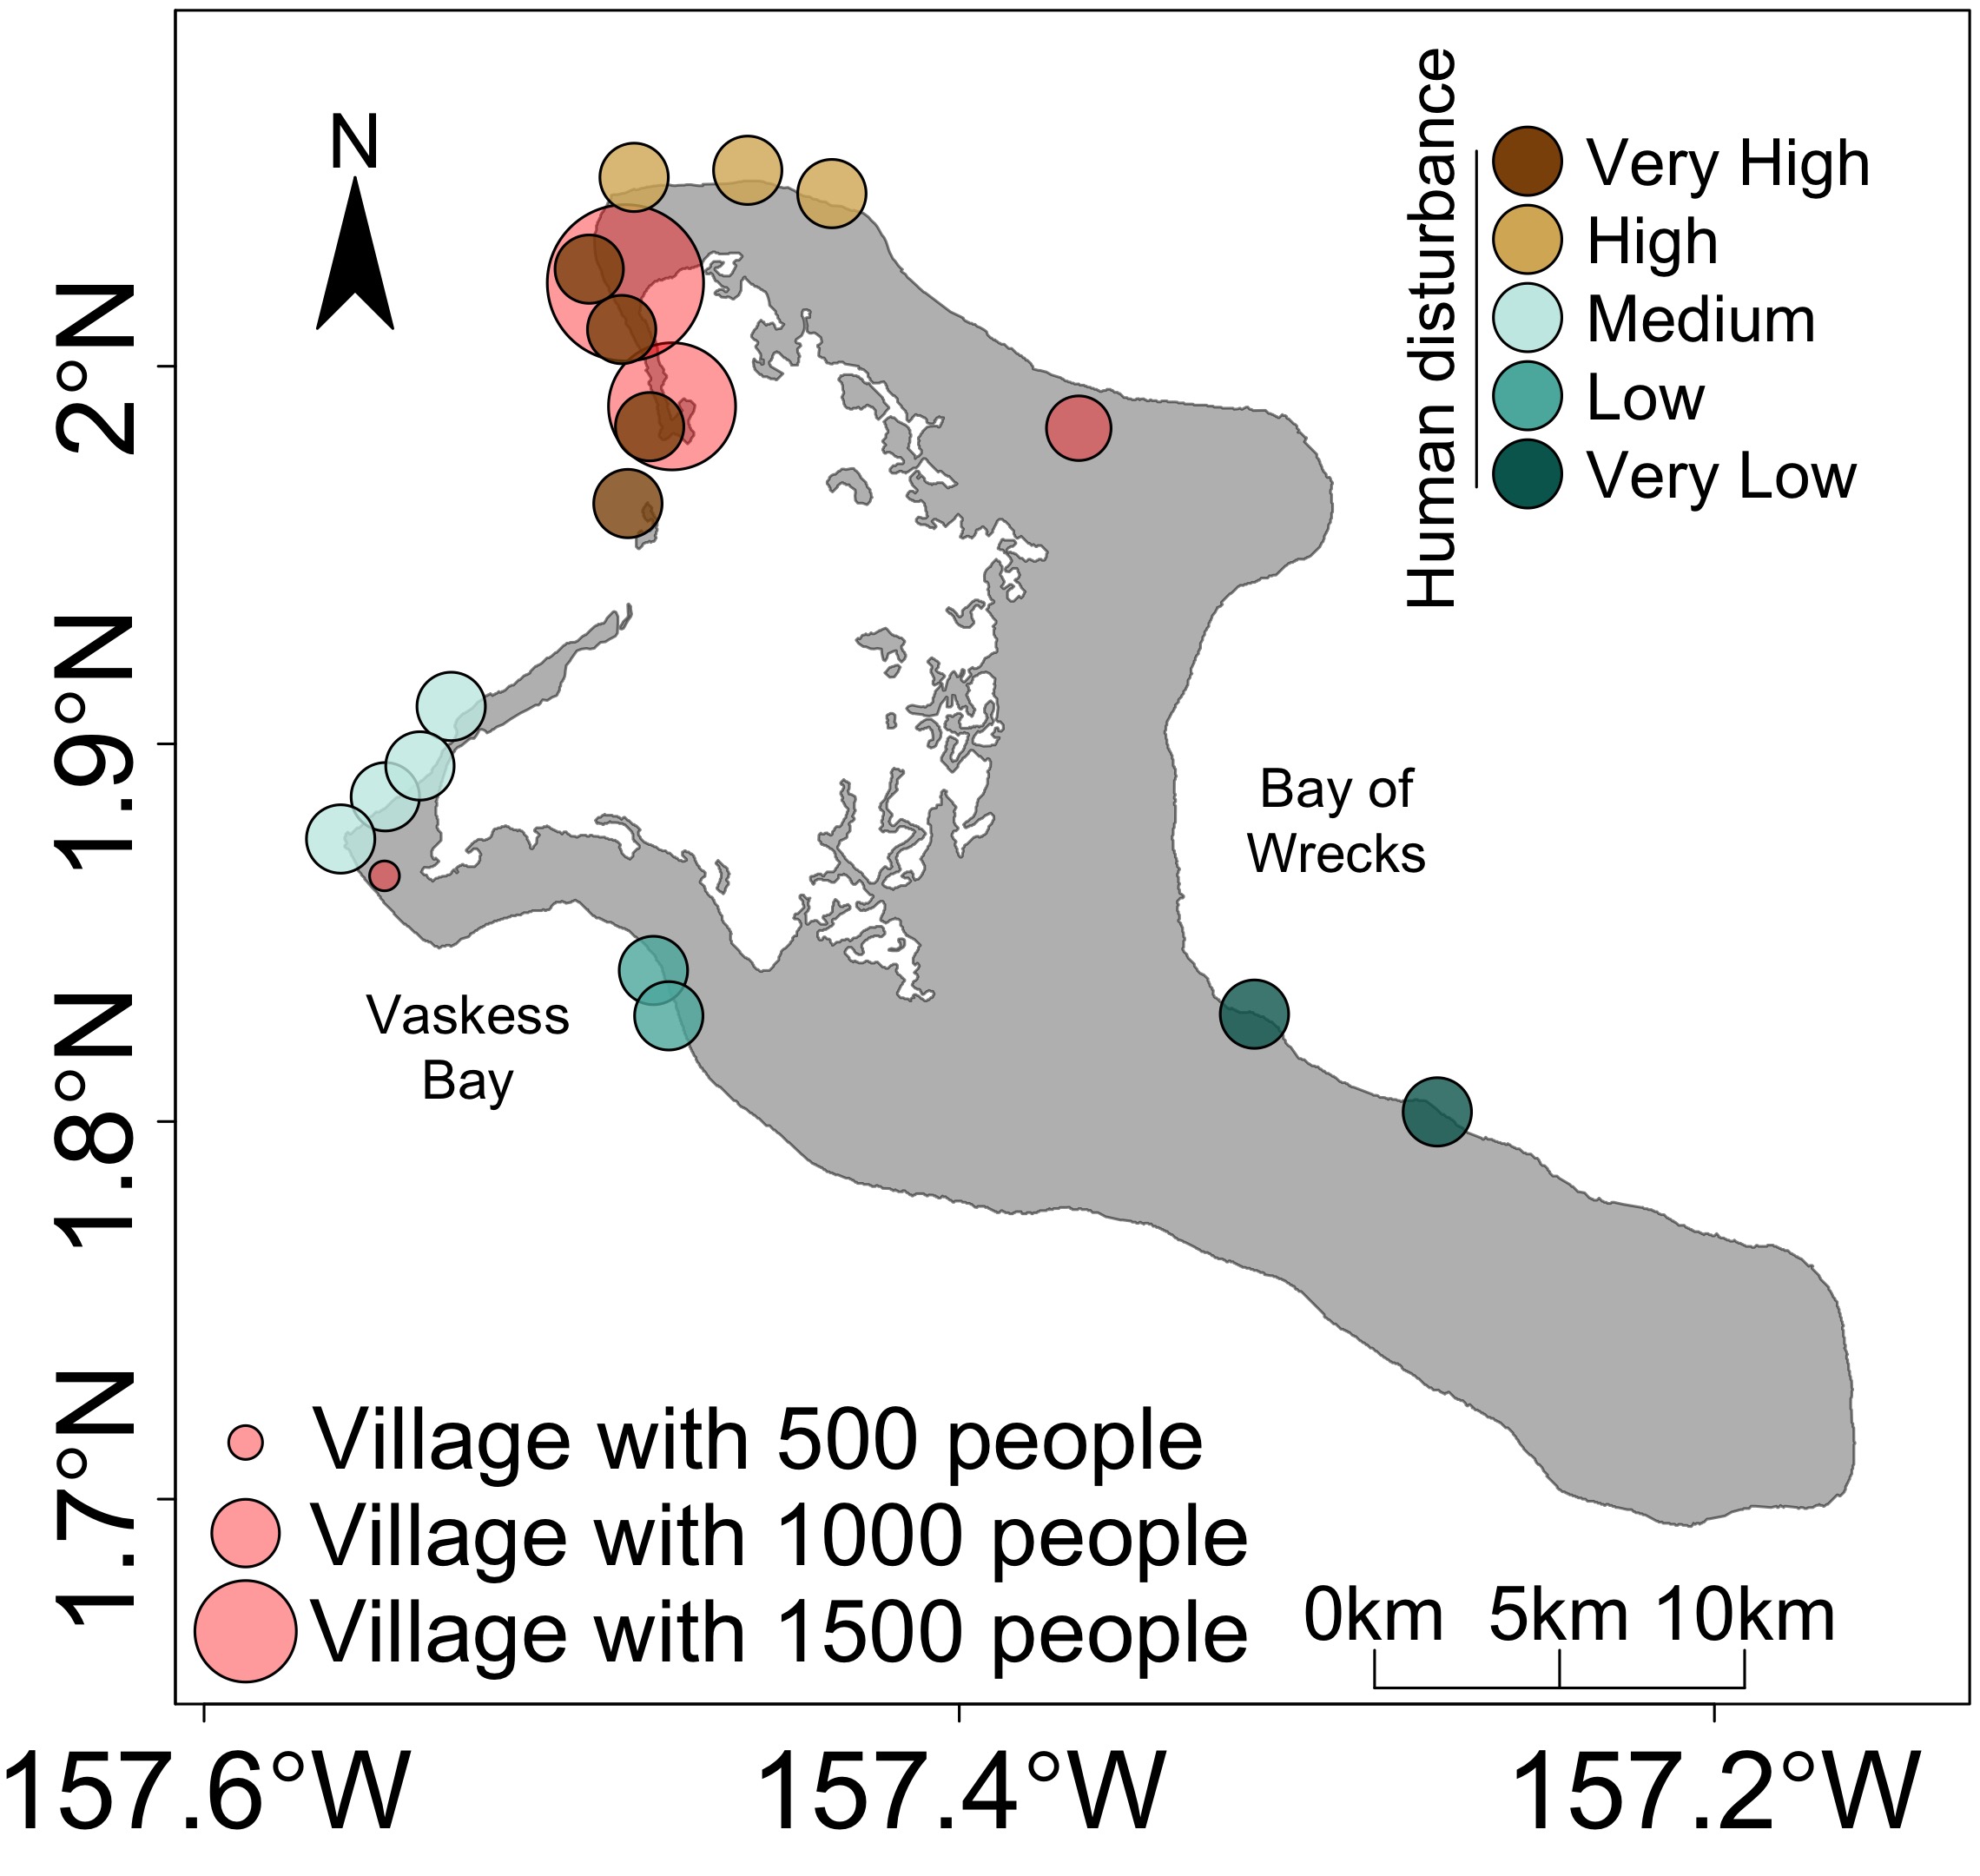 N
Human disturbance
Very High
High
Medium
Low
Very Low
2°N
1.9°N
1.8°N
1.7°N
Bay of
Wrecks
Vaskess
Bay
Village with 500 people
Village with 1000 people
Village with 1500 people
0km 5km 10km
157.6°W 157.4°W 157.2°W